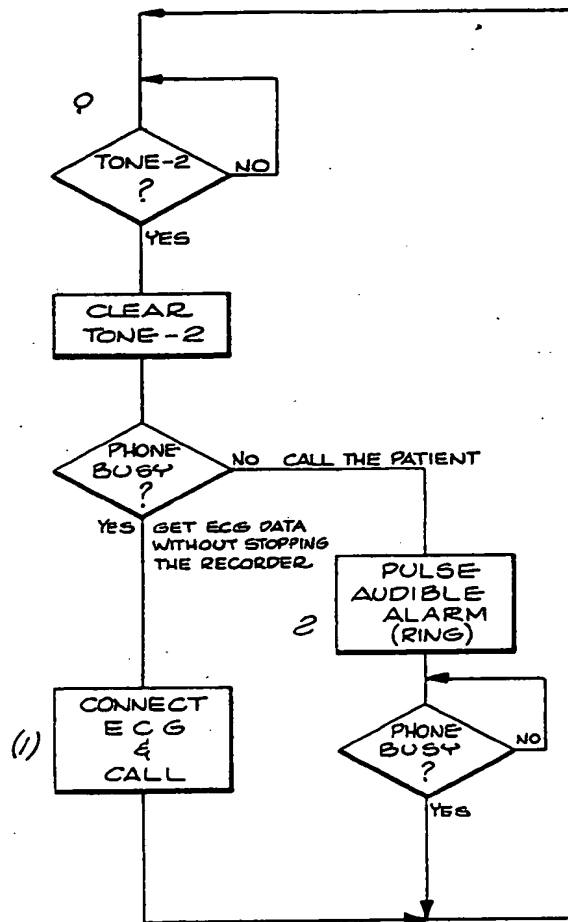 TONE-2
?
NO
YES
CLEAR
TONE-2
PHONE
BUSY
?
NO CALL THE PATIENT
YES GET ECG DATA
WITHOUT STOPPING
THE RECORDER
PULSE
AUDIBLE
ALARM
(RING)
2
CONNECT
ECG
&
CALL
(1)
PHONE
BUSY
?
NO
YES